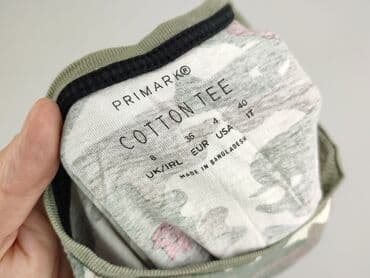 PRIMARK®
COTTON TEE
8 36 4 40
UK/IRL EUR USA IT
MADE IN BANGLADESH